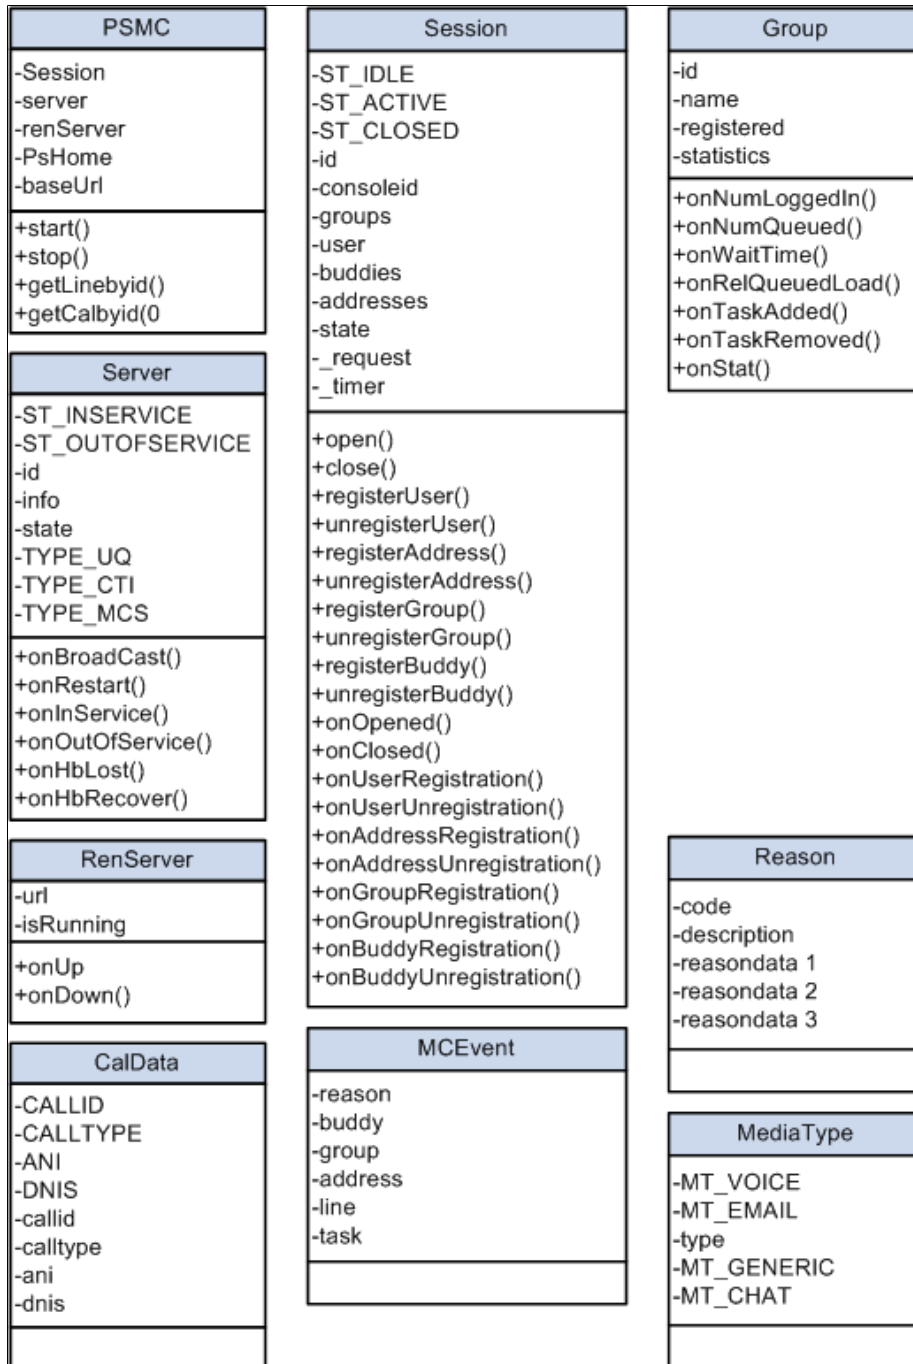 PSMC
-Session
-server
-renServer
-PsHome
-baseUrl
+start()
+stop()
+getLinebyid()
+getCalbyid(0
Server
-ST_INSERVICE
-ST_OUTOFSERVICE
-id
-info
-state
-TYPE_UQ
-TYPE_CTI
-TYPE_MCS
+onBroadCast()
+onRestart()
+onInService()
+onOutOfService()
+onHbLost()
+onHbRecover()
RenServer
-url
-isRunning
+onUp
+onDown()
CalData
-CALLID
-CALLTYPE
-ANI
-DNIS
-callid
-calltype
-ani
-dnis
Session
-ST_IDLE
-ST_ACTIVE
-ST_CLOSED
-id
-consoleid
-groups
-user
-buddies
-addresses
-state
-_request
-_timer
+open()
+close()
+registerUser()
+unregisterUser()
+registerAddress()
+unregisterAddress()
+registerGroup()
+unregisterGroup()
+registerBuddy()
+unregisterBuddy()
+onOpened()
+onClosed()
+onUserRegistration()
+onUserUnregistration()
+onAddressRegistration()
+onAddressUnregistration()
+onGroupRegistration()
+onGroupUnregistration()
+onBuddyRegistration()
+onBuddyUnregistration()
MCEvent
-reason
-buddy
-group
-address
-line
-task
Group
-id
-name
-registered
-statistics
+onNumLoggedIn()
+onNumQueued()
+onWaitTime()
+onRelQueuedLoad()
+onTaskAdded()
+onTaskRemoved()
+onStat()
Reason
-code
-description
-reasondata 1
-reasondata 2
-reasondata 3
MediaType
-MT_VOICE
-MT_EMAIL
-type
-MT_GENERIC
-MT_CHAT